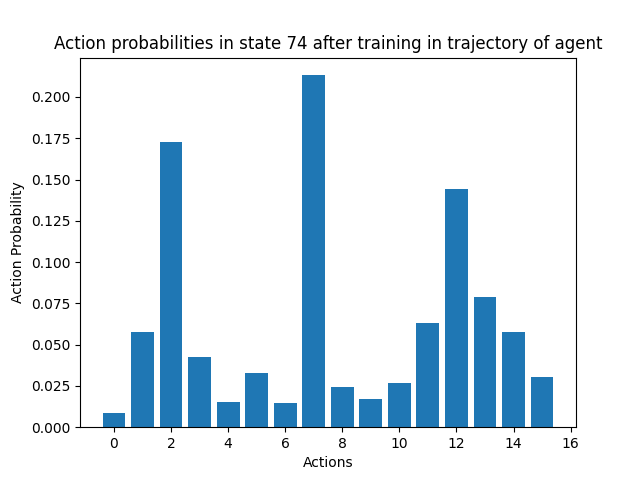 Action probabilities in state 74 after training in trajectory of agent
0.200
0.175
0.150
0.125
0.100
0.075
0.050
0.025
0.000
Action Probability
0 2 4 6 8 10 12 14 16
Actions